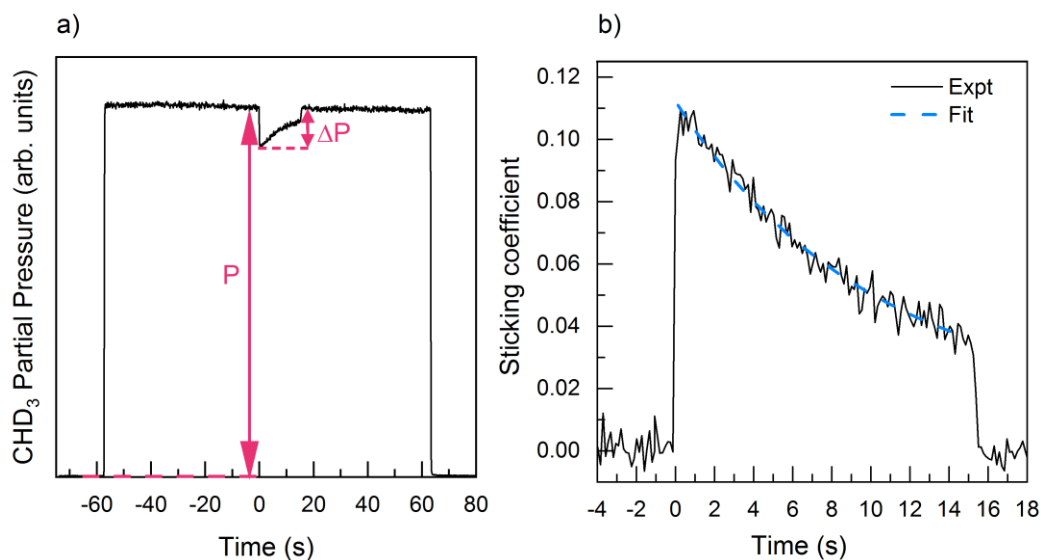 a)
CHD₃ Partial Pressure (arb. units)
P
ΔP
-60 -40 -20 0 20 40 60 80
Time (s)
b)
Expt
Fit
Sticking coefficient
0.12
0.10
0.08
0.06
0.04
0.02
0.00
-4 -2 0 2 4 6 8 10 12 14 16 18
Time (s)